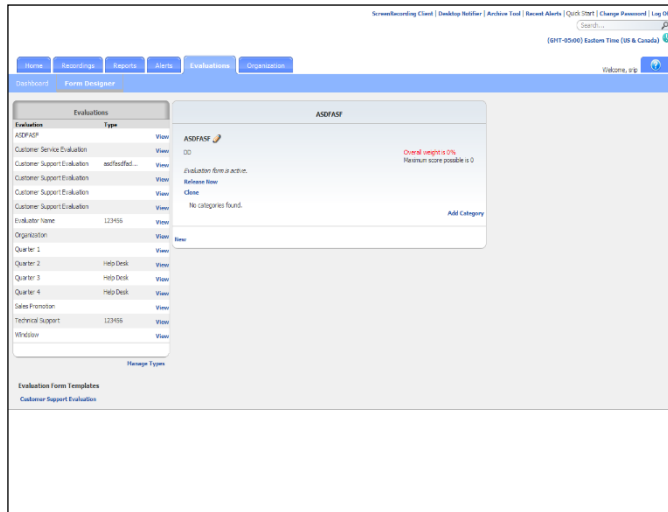 ScreenRecording Client | Desktop Notifier | Archive Tool | Recent Alerts | Quick Start | Change Password | Log O
Search...
(GMT-05:00) Eastern Time (US & Canada)
Home Recordings Reports Alerts Evaluations Organization
Welcome, srip
Dashboard Form Designer
Evaluations
Evaluation Type
ASDFASF View
Customer Service Evaluation View
Customer Support Evaluation asdfasdfad... View
Customer Support Evaluation View
Customer Support Evaluation View
Customer Support Evaluation View
Evaluator Name 123456 View
Organization View
Quarter 1 View
Quarter 2 Help Desk View
Quarter 3 Help Desk View
Quarter 4 Help Desk View
Sales Promotion View
Technical Support 123456 View
Windslow View
Manage Types
Evaluation Form Templates
Customer Support Evaluation
ASDFASF
ASDFASF
DD
Overall weight is 0%
Maximum score possible is 0
Evaluation form is active.
Release Now
Clone
No categories found.
Add Category
New